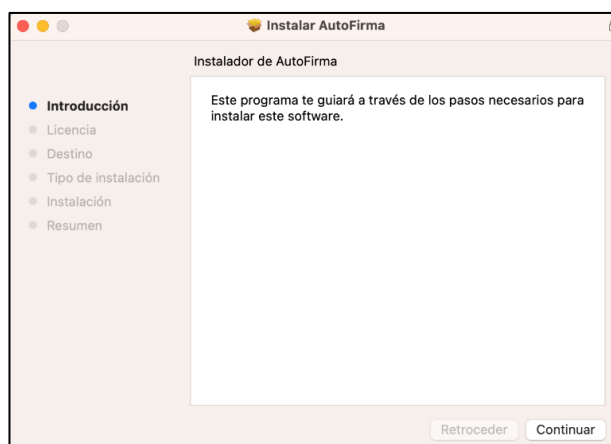 Instalar AutoFirma
Instalador de AutoFirma
Introducción
Licencia
Destino
Tipo de instalación
Instalación
Resumen
Este programa te guiará a través de los pasos necesarios para
instalar este software.
Retroceder
Continuar